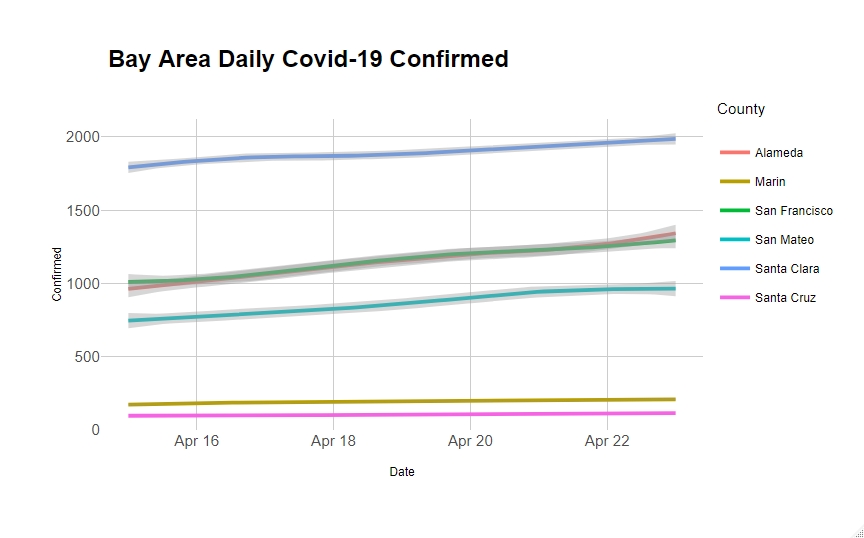 Bay Area Daily Covid-19 Confirmed
County
Alameda
Marin
San Francisco
San Mateo
Santa Clara
Santa Cruz
2000
1500
1000
500
0
Confirmed
Apr 16
Apr 18
Apr 20
Apr 22
Date